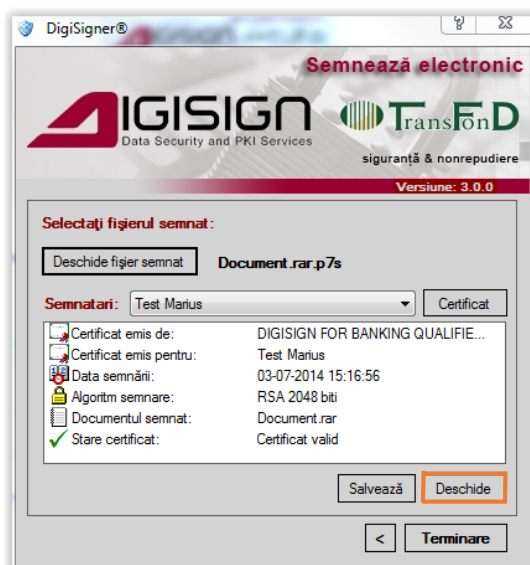 DigiSigner®
Semnează electronic
DIGISIGN
Data Security and PKI Services
TransFonD
siguranță & nonrepudiere
Versiune: 3.0.0
Selectaţi fişierul semnat:
Deschide fişier semnat Document.rar.p7s
Semnatari: Test Marius Certificat
Certificat emis de: DIGISIGN FOR BANKING QUALIFIE...
Certificat emis pentru: Test Marius
Data semnării: 03-07-2014 15:16:56
Algoritm semnare: RSA 2048 biti
Documentul semnat: Document.rar
Stare certificat: Certificat valid
Salvează Deschide
< Terminare